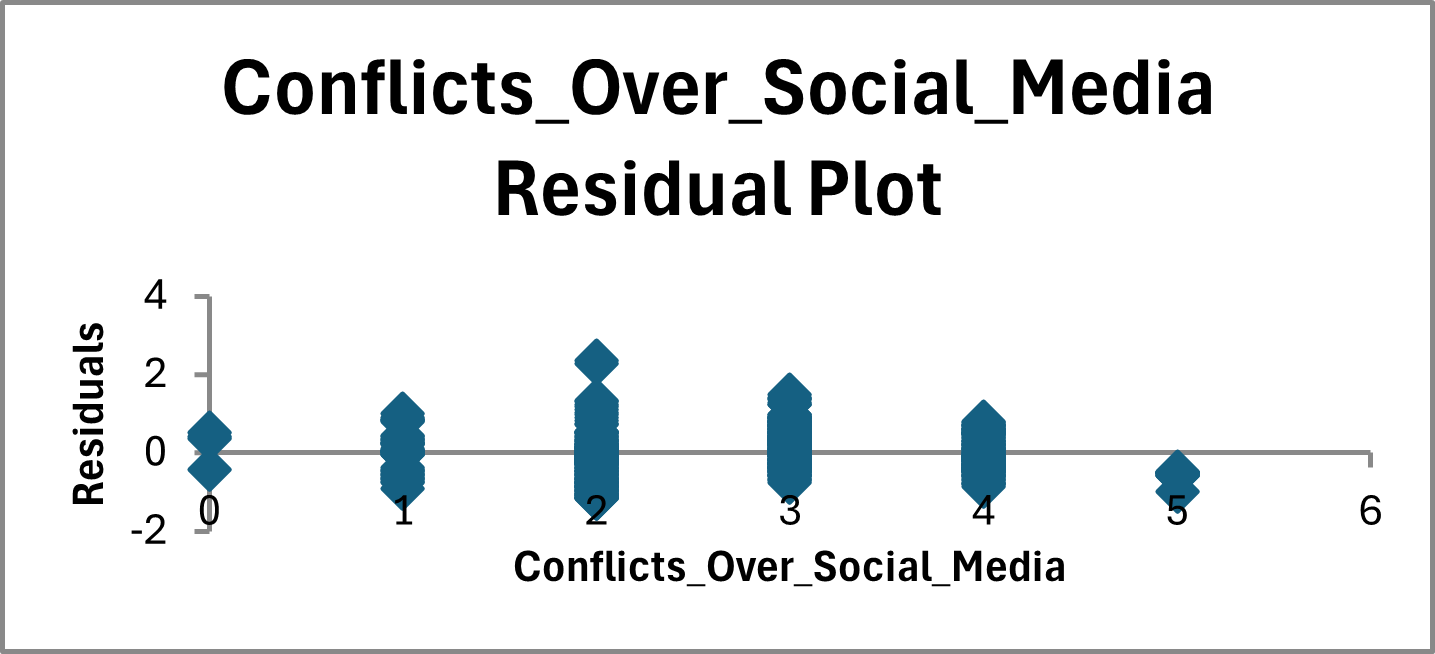 Conflicts_Over_Social_Media
Residual Plot
4
2
0
-2
Residuals
0 1 2 3 4 5 6
Conflicts_Over_Social_Media